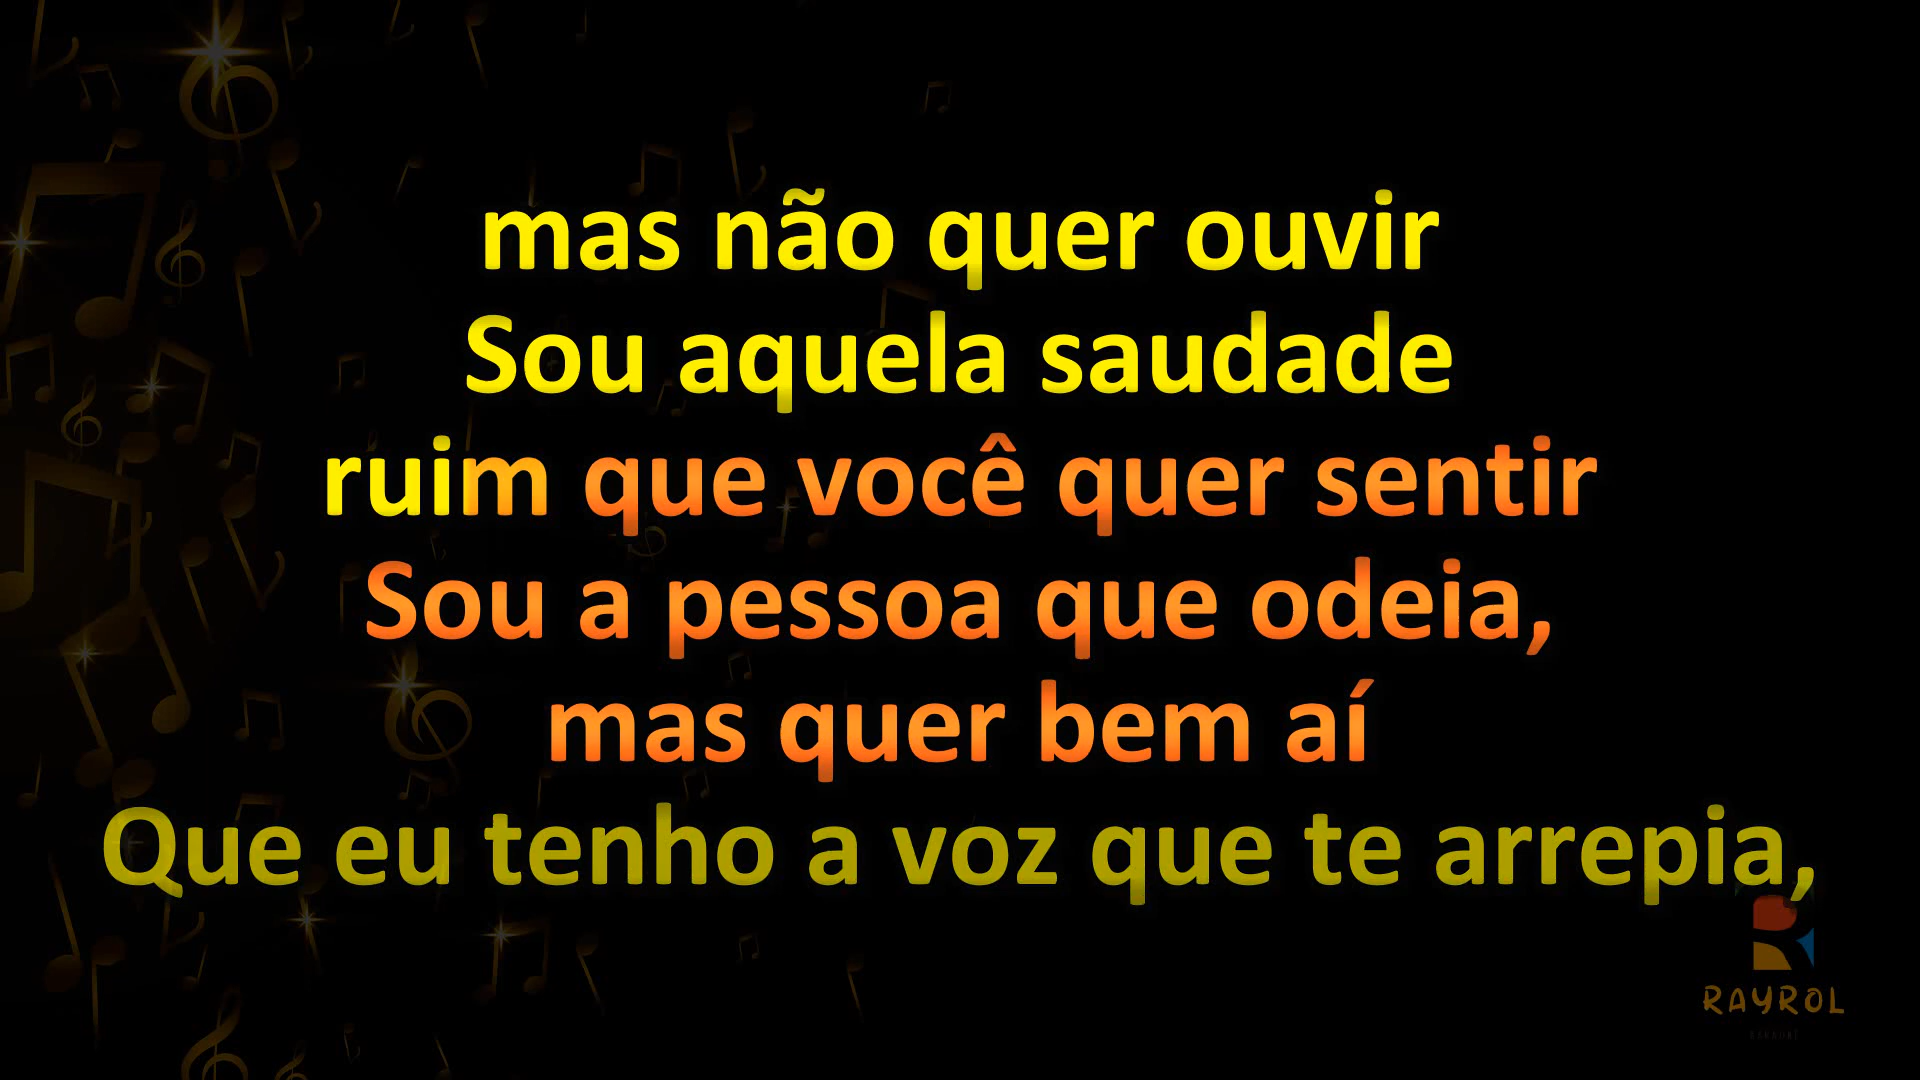 mas não quer ouvir
Sou aquela saudade
ruim que você quer sentir
Sou a pessoa que odeia,
mas quer bem aí
Que eu tenho a voz que te arrepia,
RAYROL
KARAOKE